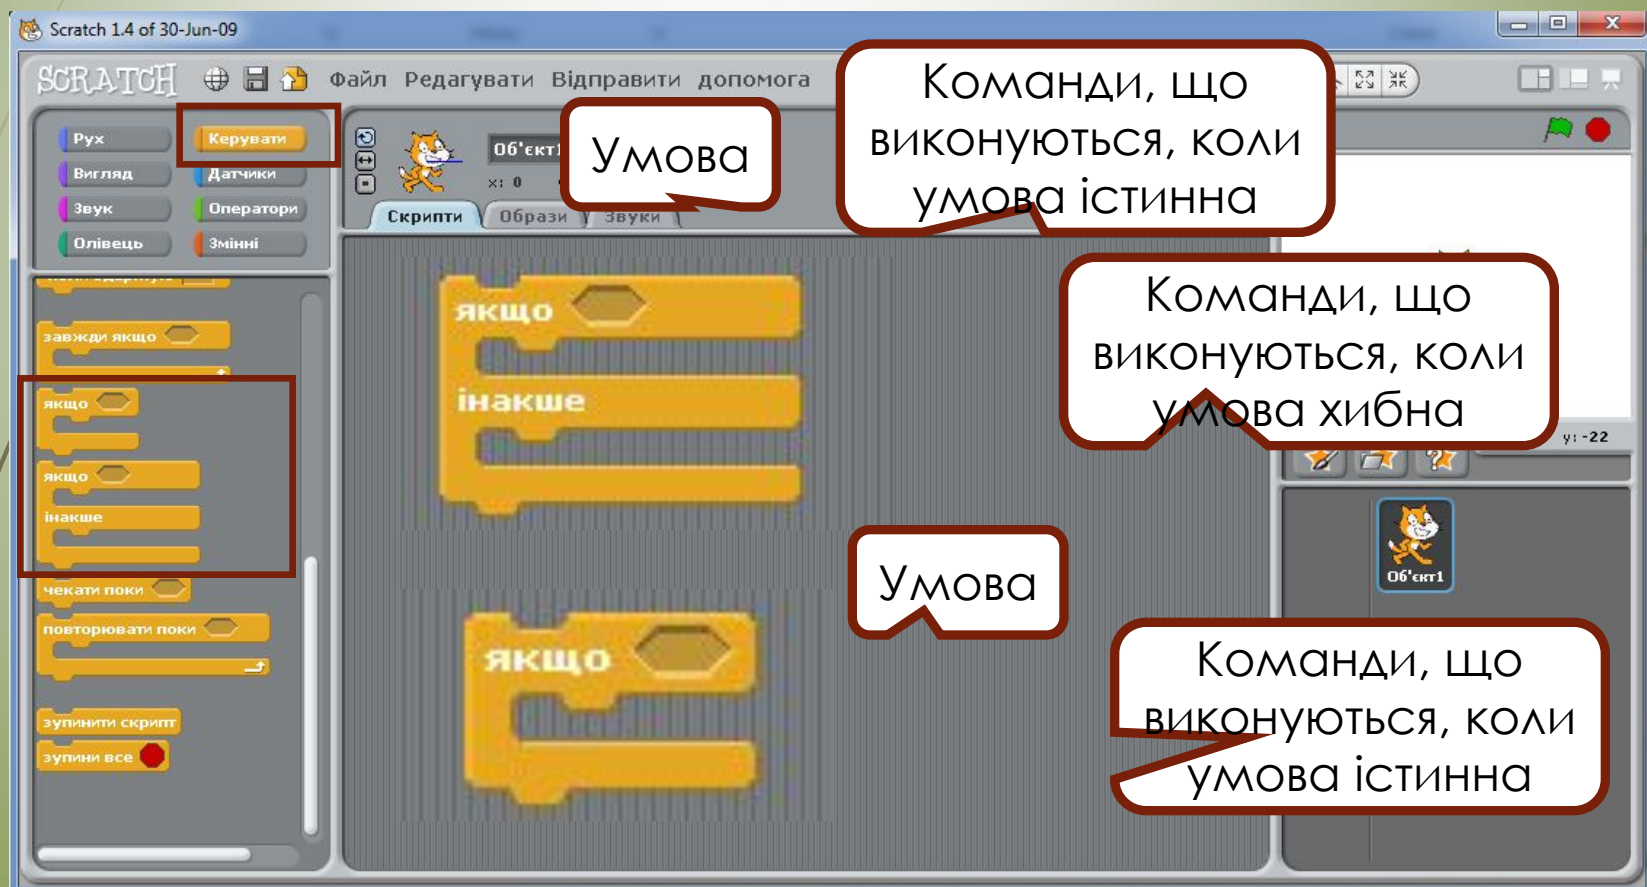 Scratch 1.4 of 30-Jun-09
SCRATCH
Файл Редагувати Відправити допомога
Рух
Керувати
Вигляд
Датчики
Звук
Оператори
Олівець
Змінні
Об'єкт1
x: 0
Скрипти
Образи
Звуки
завжди якщо
якщо
якщо
інакше
чекати поки
повторювати поки
зупинити скрипт
зупини все
якщо
інакше
якщо
Умова
Команди, що
виконуються, коли
умова істинна
Команди, що
виконуються, коли
умова хибна
Умова
Команди, що
виконуються, коли
умова істинна
y: -22
Об'єкт1